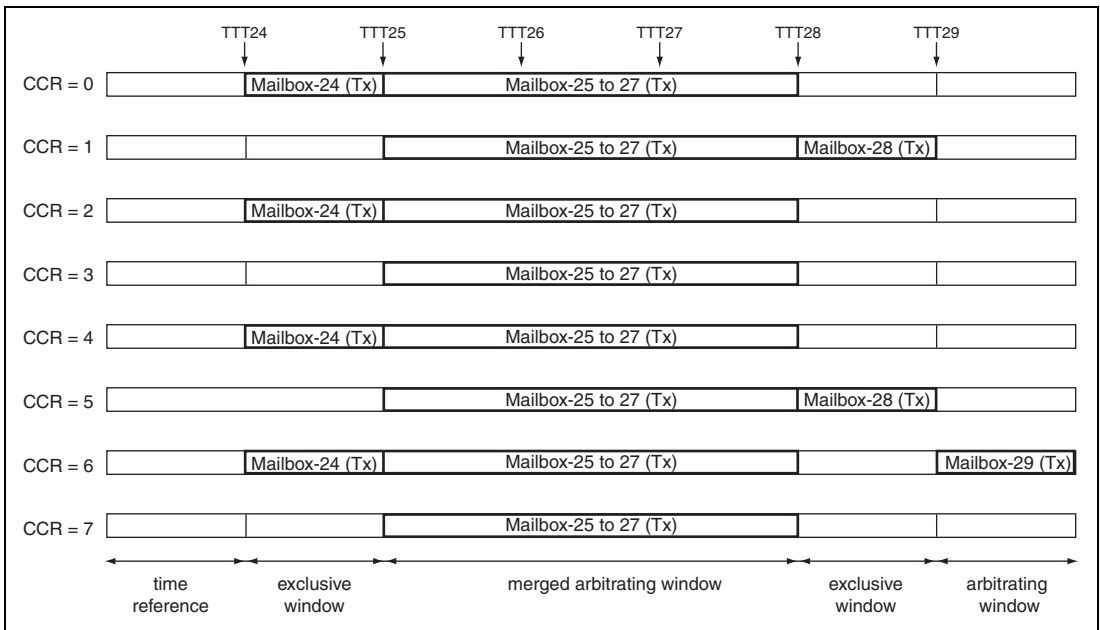 TTT24 TTT25 TTT26 TTT27 TTT28 TTT29
CCR = 0 Mailbox-24 (Tx) Mailbox-25 to 27 (Tx)
CCR = 1 Mailbox-25 to 27 (Tx) Mailbox-28 (Tx)
CCR = 2 Mailbox-24 (Tx) Mailbox-25 to 27 (Tx)
CCR = 3 Mailbox-25 to 27 (Tx)
CCR = 4 Mailbox-24 (Tx) Mailbox-25 to 27 (Tx)
CCR = 5 Mailbox-25 to 27 (Tx) Mailbox-28 (Tx)
CCR = 6 Mailbox-24 (Tx) Mailbox-25 to 27 (Tx) Mailbox-29 (Tx)
CCR = 7 Mailbox-25 to 27 (Tx)
time reference
exclusive window
merged arbitrating window
exclusive window
arbitrating window